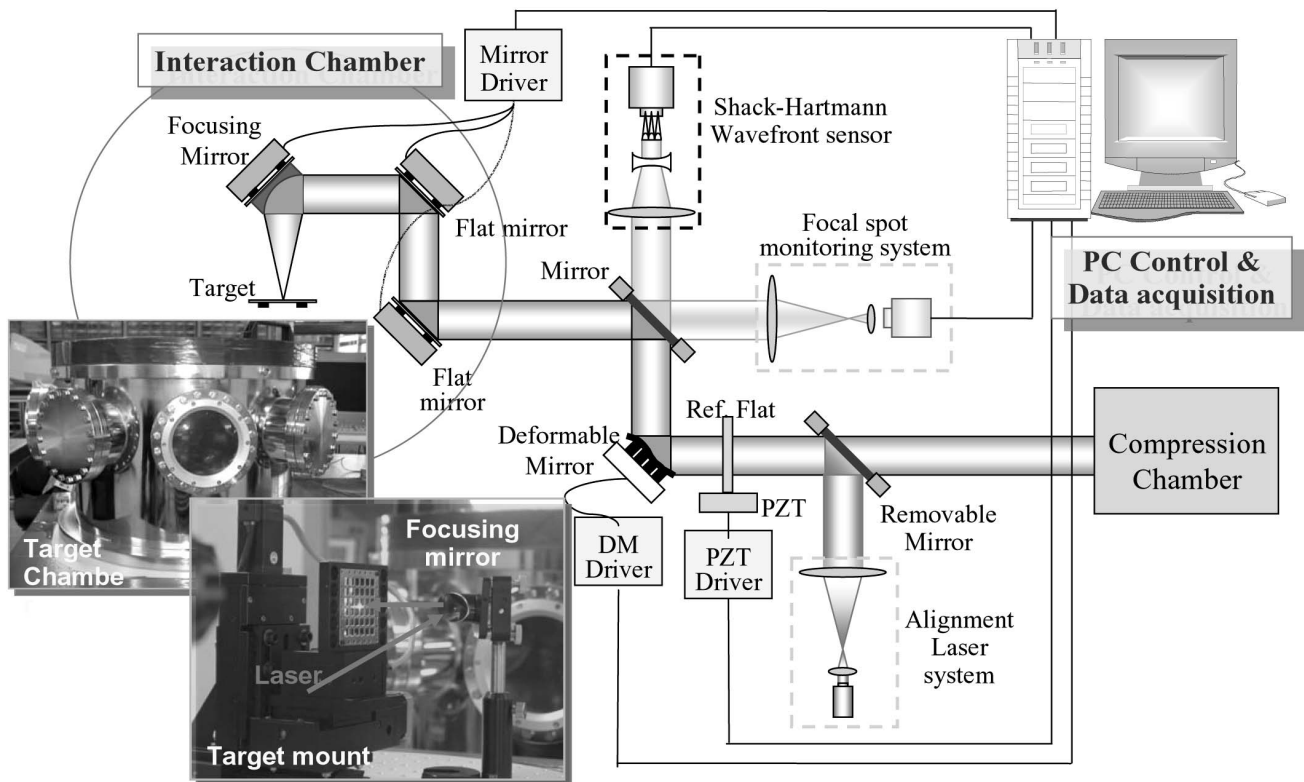 Interaction Chamber
Mirror
Driver
Focusing
Mirror
Shack-Hartmann
Wavefront sensor
Flat mirror
Focal spot
monitoring system
Mirror
Target
PC Control &
Data acquisition
Flat
mirror
Ref. Flat
Deformable
Mirror
Compression
Chamber
PZT
Removable
Mirror
DM
Driver
PZT
Driver
Alignment
Laser
system
Target
Chambe
Focusing
mirror
Laser
Target mount